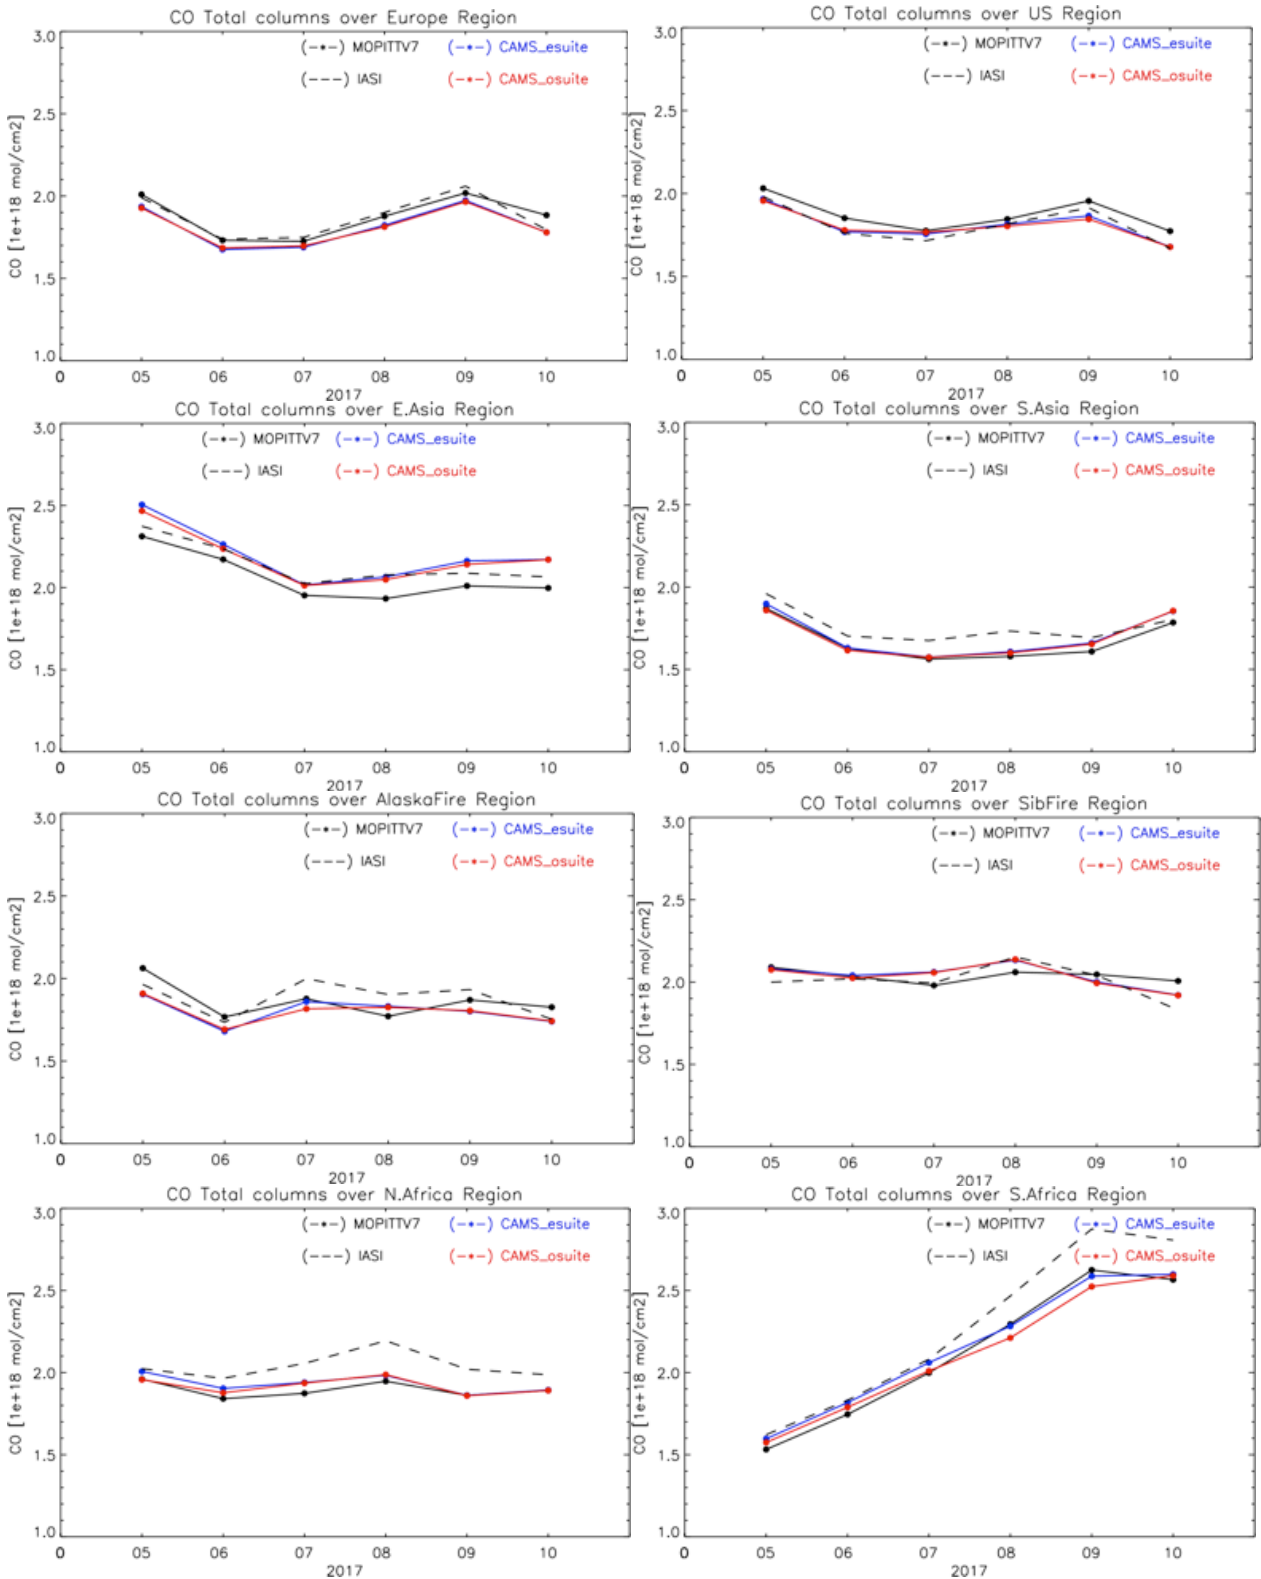 CO Total columns over Europe Region
(-•-) MOPITTV7 (-•-) CAMS_esuite
(---) IASI (-•-) CAMS_osuite
CO [1e+18 mol/cm2]
3.0
2.5
2.0
1.5
1.0
0 05 06 07 08 09 10
2017
CO Total columns over US Region
(-•-) MOPITTV7 (-•-) CAMS_esuite
(---) IASI (-•-) CAMS_osuite
CO [1e+18 mol/cm2]
3.0
2.5
2.0
1.5
1.0
0 05 06 07 08 09 10
2017
CO Total columns over E.Asia Region
(-•-) MOPITTV7 (-•-) CAMS_esuite
(---) IASI (-•-) CAMS_osuite
CO [1e+18 mol/cm2]
3.0
2.5
2.0
1.5
1.0
0 05 06 07 08 09 10
2017
CO Total columns over S.Asia Region
(-•-) MOPITTV7 (-•-) CAMS_esuite
(---) IASI (-•-) CAMS_osuite
CO [1e+18 mol/cm2]
3.0
2.5
2.0
1.5
1.0
0 05 06 07 08 09 10
2017
CO Total columns over AlaskaFire Region
(-•-) MOPITTV7 (-•-) CAMS_esuite
(---) IASI (-•-) CAMS_osuite
CO [1e+18 mol/cm2]
3.0
2.5
2.0
1.5
1.0
0 05 06 07 08 09 10
2017
CO Total columns over SibFire Region
(-•-) MOPITTV7 (-•-) CAMS_esuite
(---) IASI (-•-) CAMS_osuite
CO [1e+18 mol/cm2]
3.0
2.5
2.0
1.5
1.0
0 05 06 07 08 09 10
2017
CO Total columns over N.Africa Region
(-•-) MOPITTV7 (-•-) CAMS_esuite
(---) IASI (-•-) CAMS_osuite
CO [1e+18 mol/cm2]
3.0
2.5
2.0
1.5
1.0
0 05 06 07 08 09 10
2017
CO Total columns over S.Africa Region
(-•-) MOPITTV7 (-•-) CAMS_esuite
(---) IASI (-•-) CAMS_osuite
CO [1e+18 mol/cm2]
3.0
2.5
2.0
1.5
1.0
0 05 06 07 08 09 10
2017